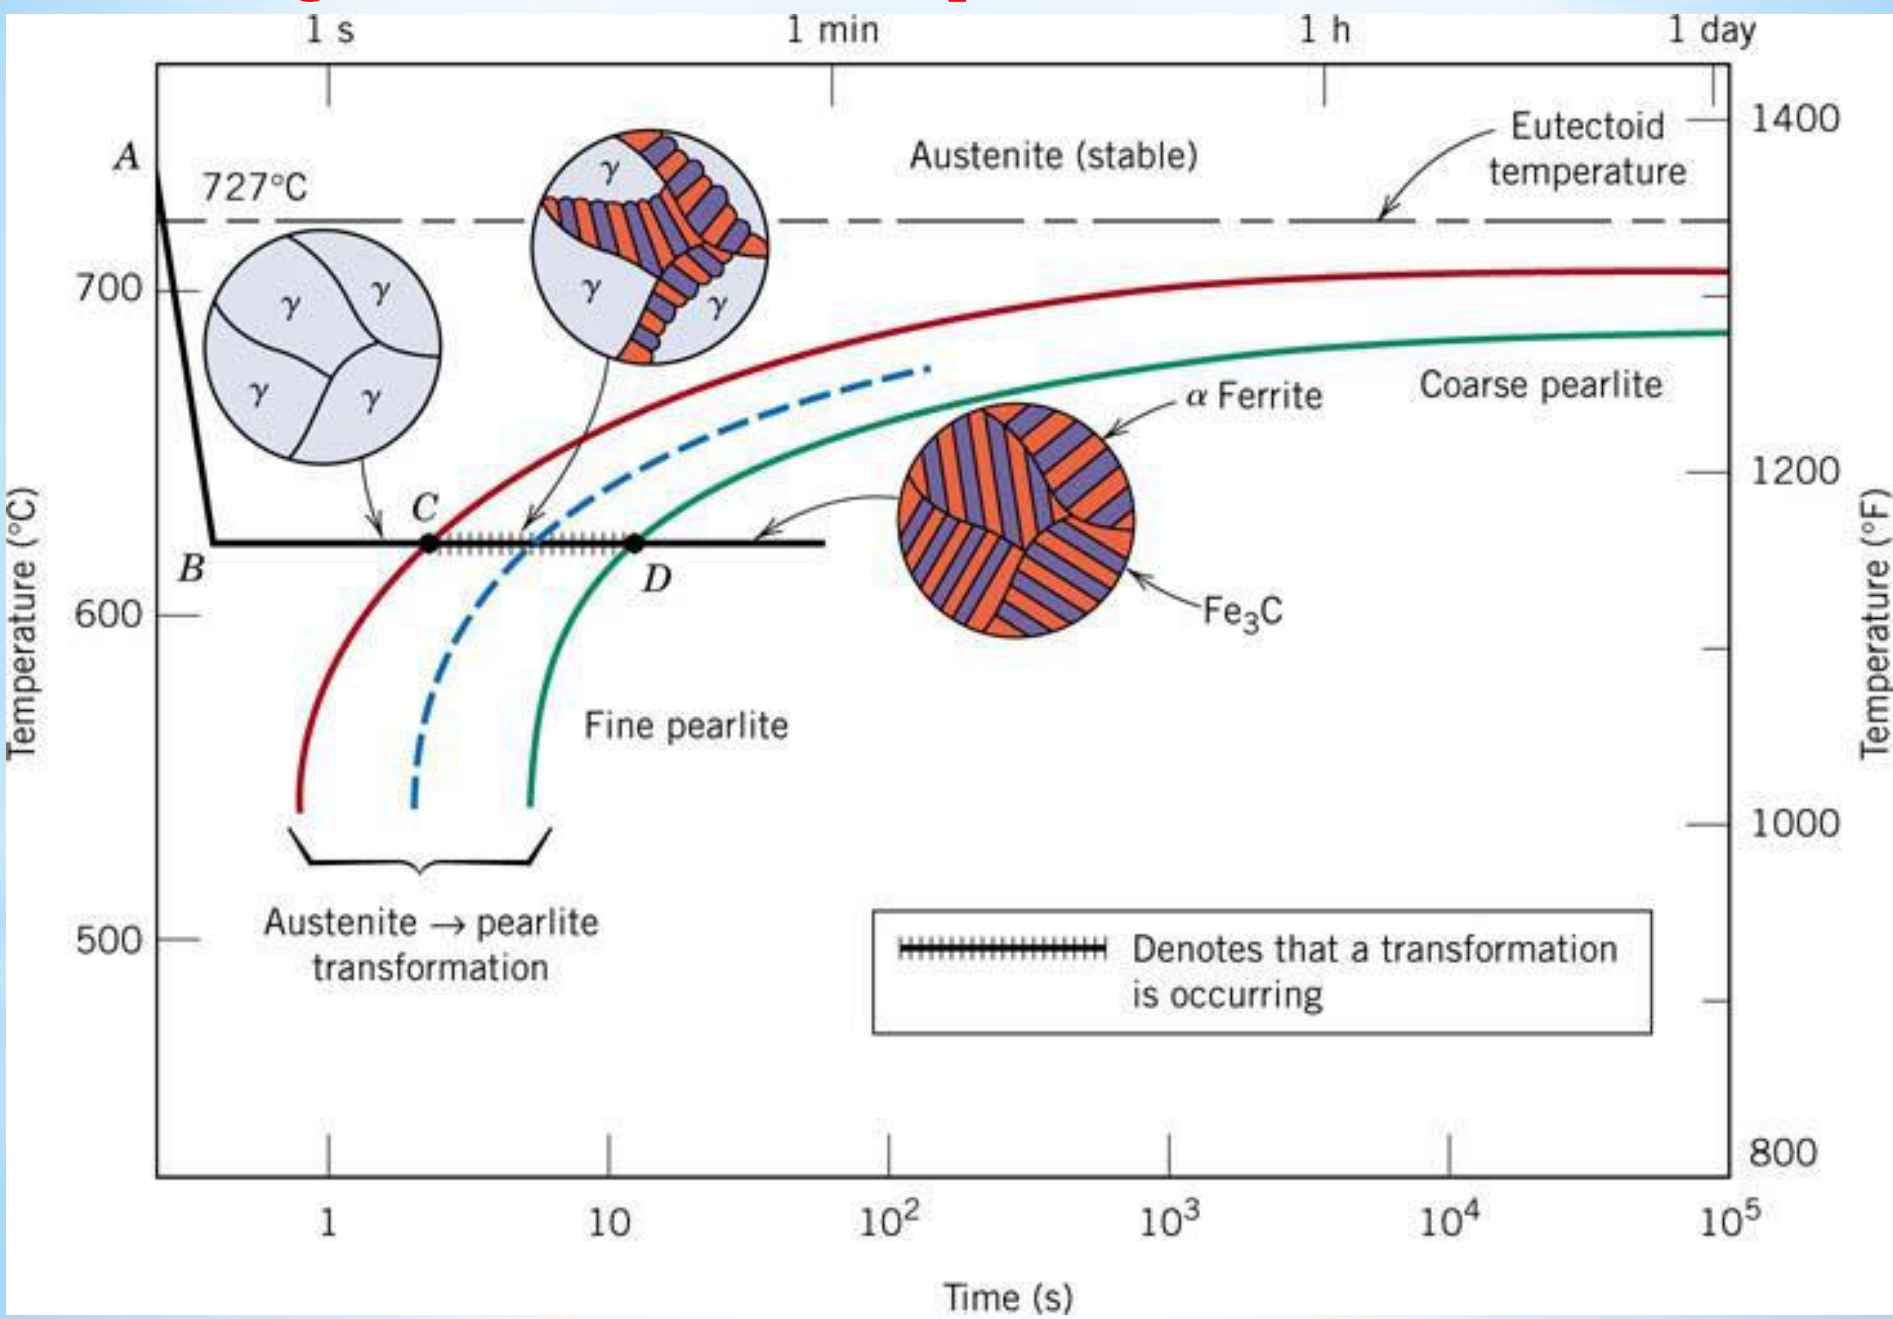 1 s
1 min
1 h
1 day
A
727°C
Austenite (stable)
Eutectoid
temperature
1400
γ
γ
γ
γ
γ
γ
γ
700
α Ferrite
Coarse pearlite
1200
C
B
D
Temperature (°C)
Temperature (°F)
600
Fe₃C
Fine pearlite
1000
Austenite → pearlite
transformation
500
Denotes that a transformation
is occurring
800
1
10
10²
10³
10⁴
10⁵
Time (s)